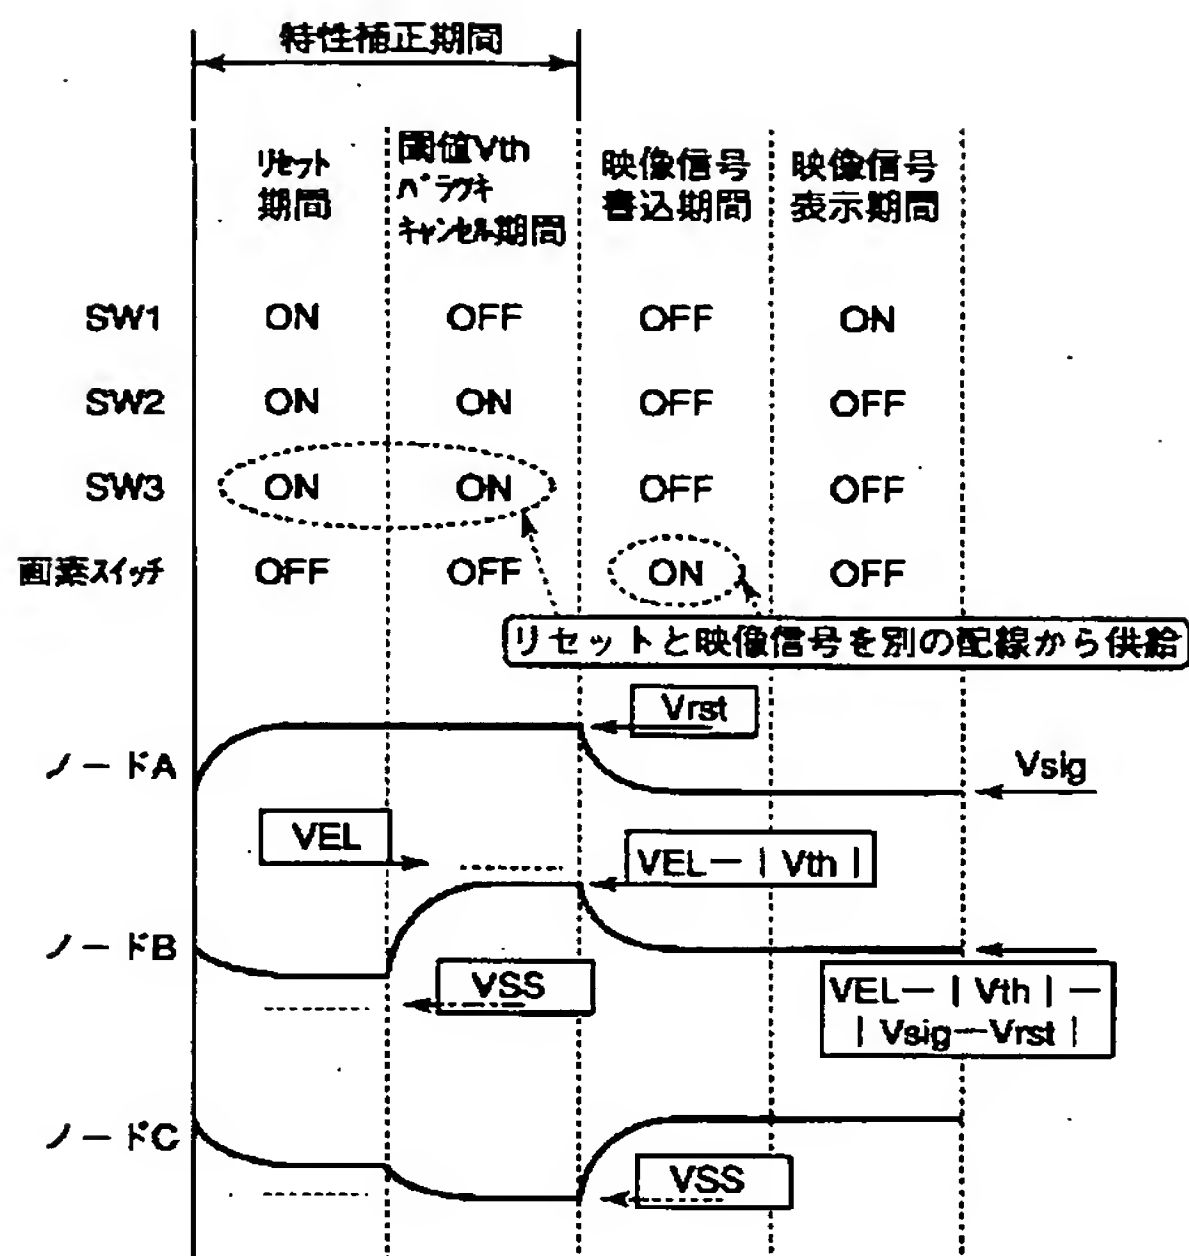 特性補正期間
リセット
期間
閾値Vth
バラツキ
キャンセル期間
映像信号
書込期間
映像信号
表示期間
SW1 ON OFF OFF ON
SW2 ON ON OFF OFF
SW3 ON ON OFF OFF
画素スイッチ OFF OFF ON OFF
リセットと映像信号を別の配線から供給
Vrst
ノードA
Vsig
VEL
VEL－|Vth|
ノードB
VSS
VEL－|Vth|－
|Vsig－Vrst|
ノードC
VSS